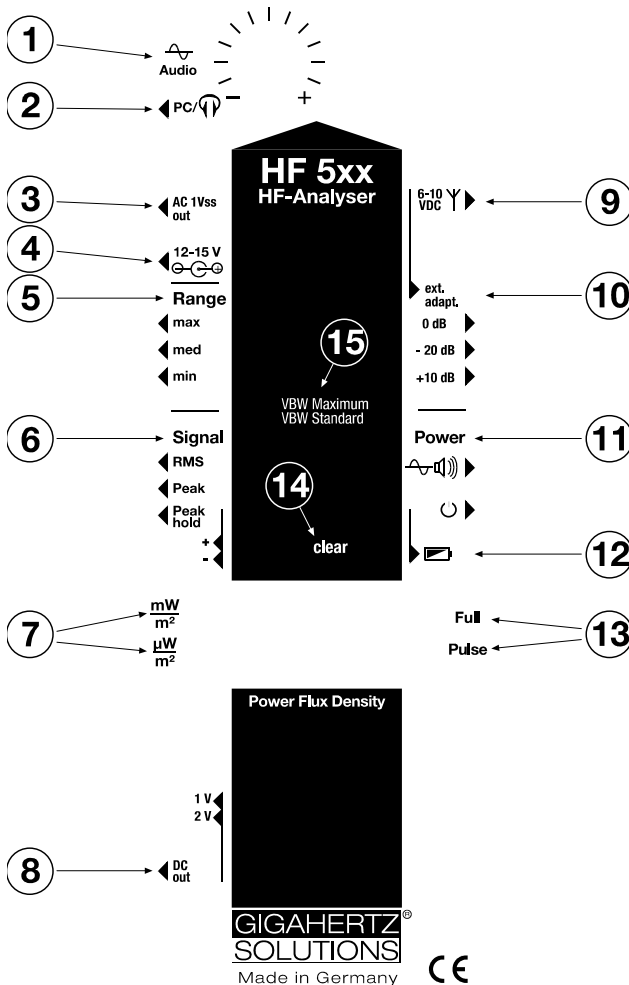 1
Audio
2
PC/
− +
HF 5xx
HF-Analyser
3
AC 1Vss
out
6-10
VDC
9
4
12-15 V
5
Range
ext.
adapt.
10
max
0 dB
med
- 20 dB
min
+10 dB
15
VBW Maximum
VBW Standard
6
Signal
Power
11
RMS
Peak
14
Peak
hold
+
-
clear
12
7
mW
m²
µW
m²
Full
Pulse
13
Power Flux Density
1 V
2 V
8
DC
out
GIGAHERTZ®
SOLUTIONS
Made in Germany
CE